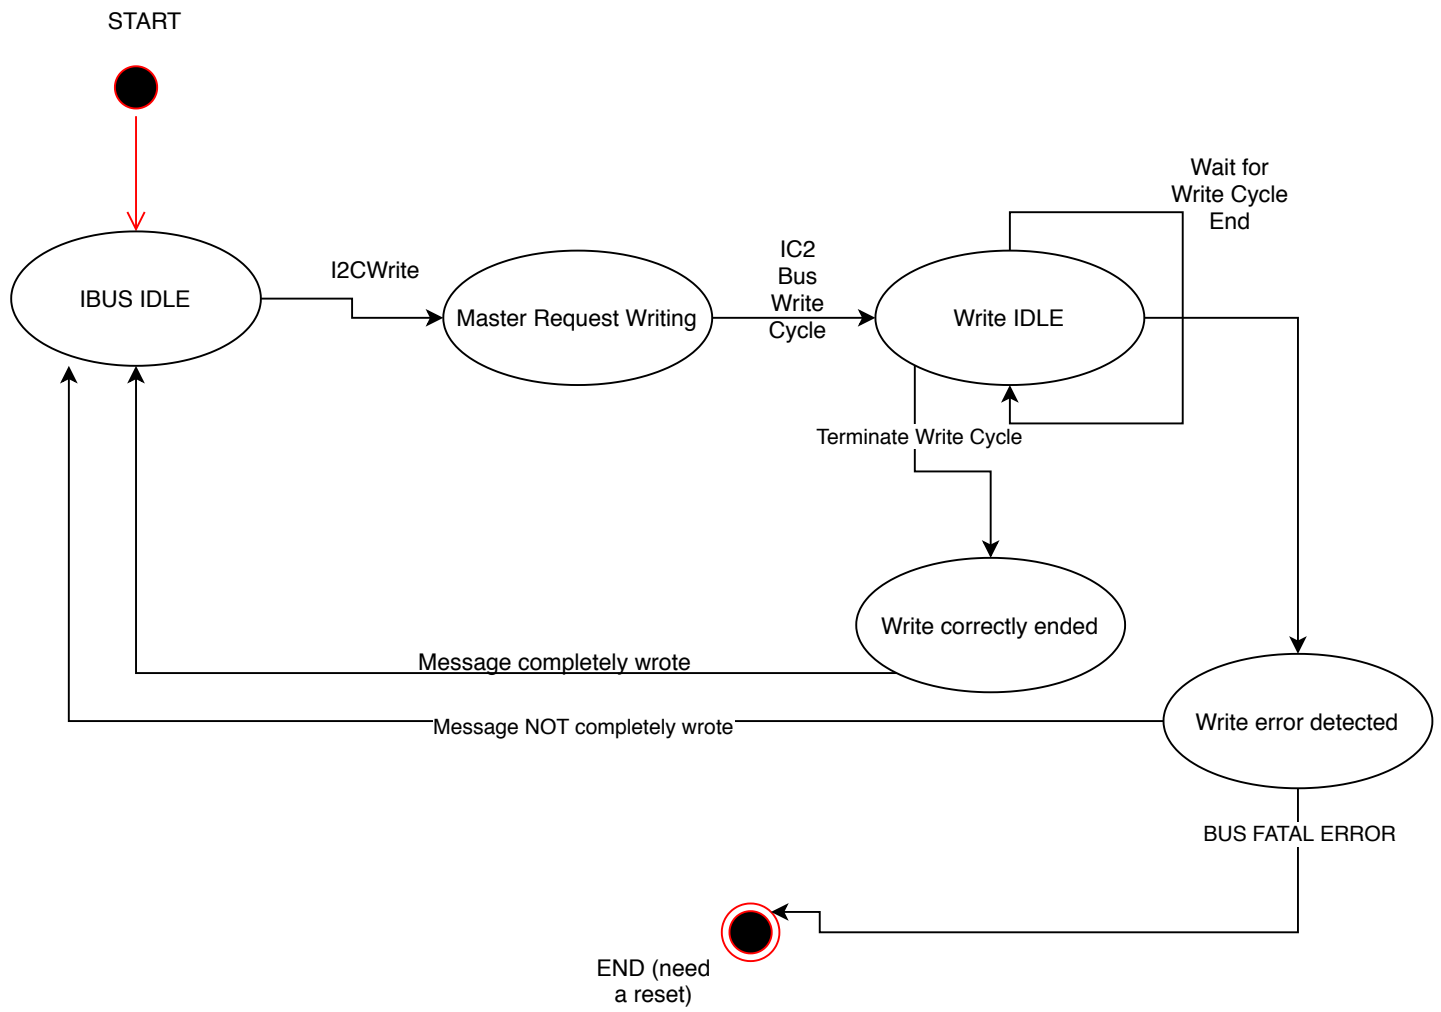 START
Wait for
Write Cycle
End
IC2
Bus
Write
Cycle
I2CWrite
IBUS IDLE
Master Request Writing
Write IDLE
Terminate Write Cycle
Write correctly ended
Message completely wrote
Message NOT completely wrote
Write error detected
BUS FATAL ERROR
END (need
a reset)